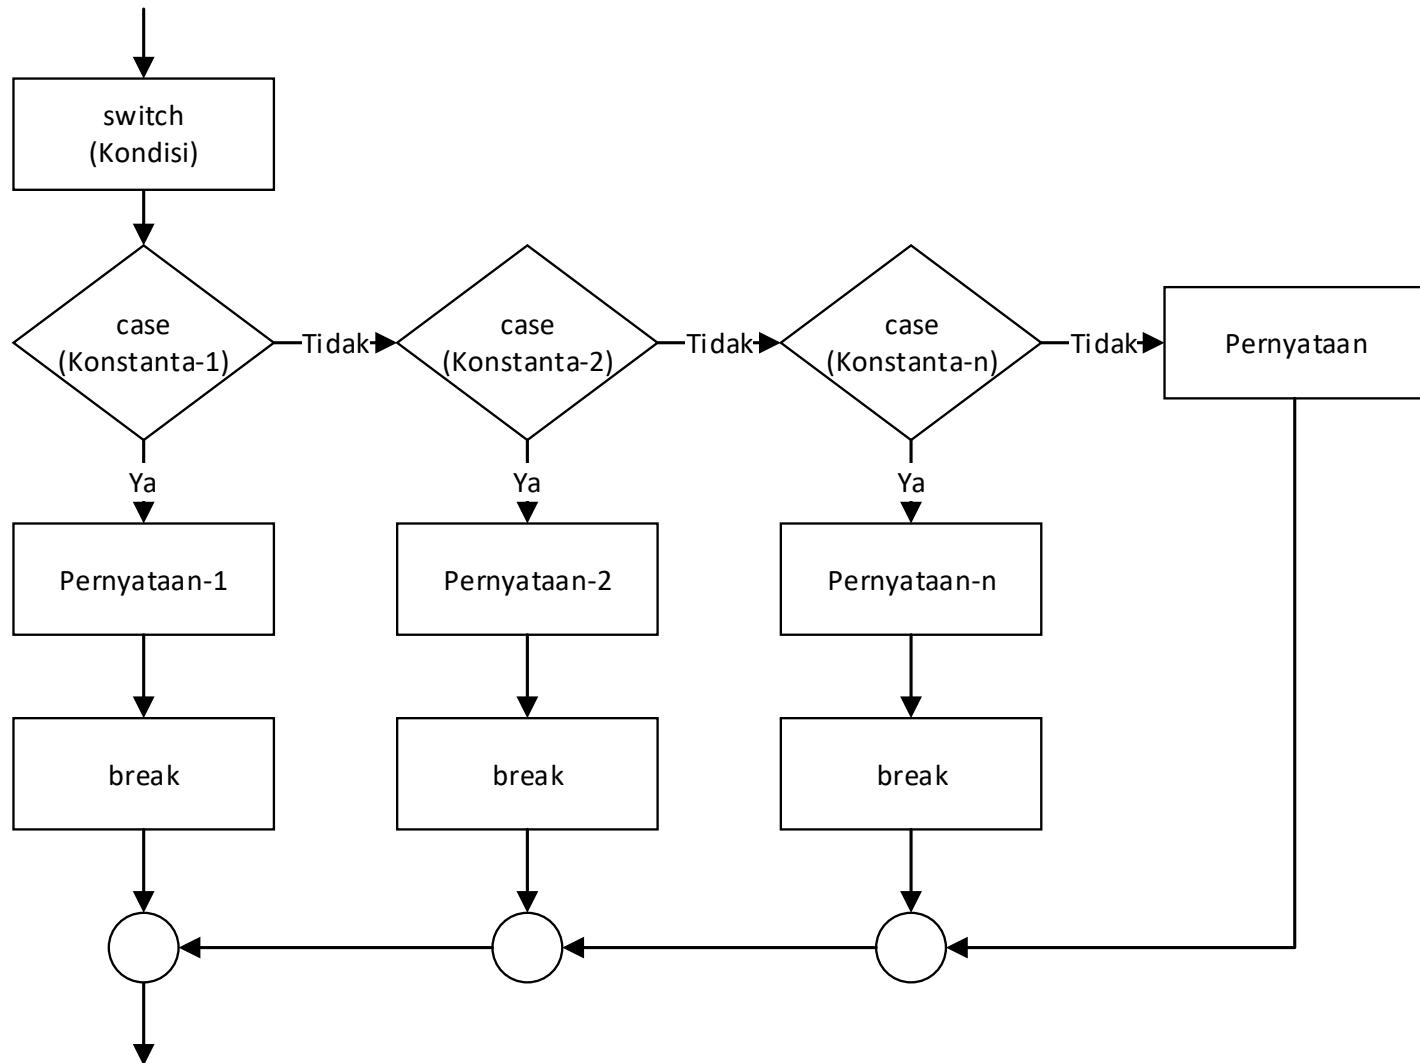 switch
(Kondisi)
case
(Konstanta-1)
Tidak
case
(Konstanta-2)
Tidak
case
(Konstanta-n)
Tidak
Pernyataan
Ya
Ya
Ya
Pernyataan-1
Pernyataan-2
Pernyataan-n
break
break
break